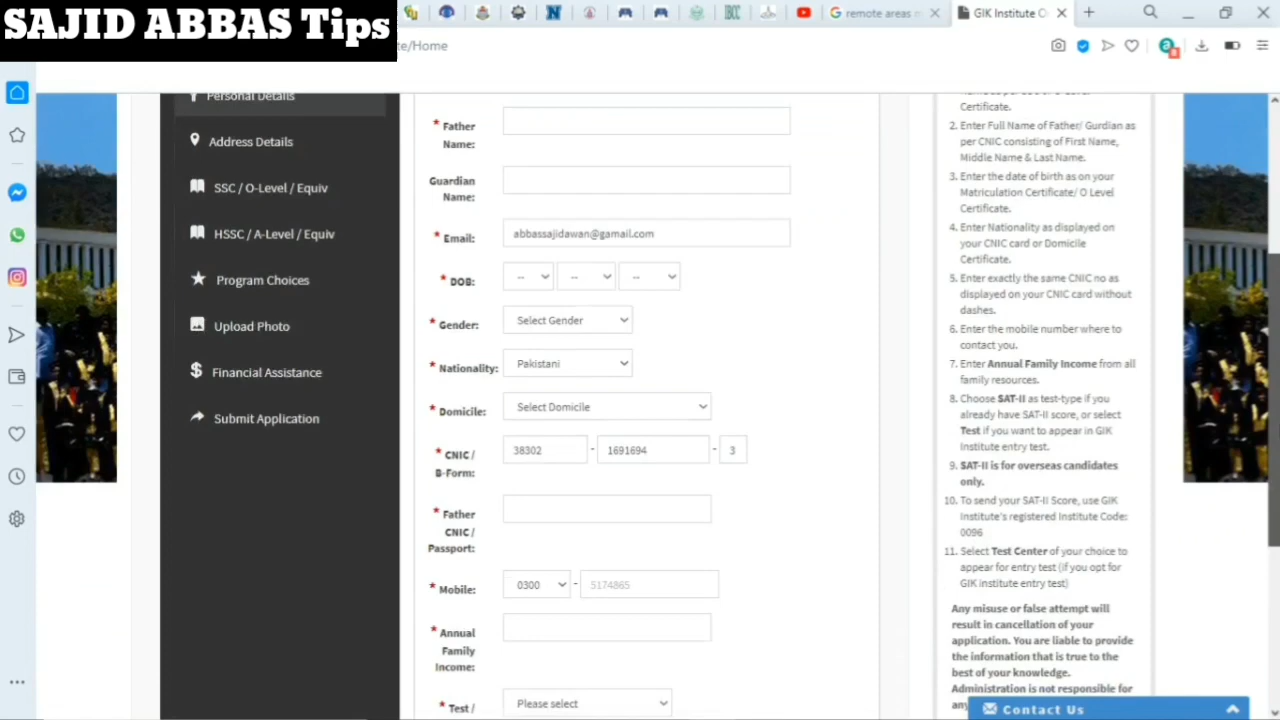 SAJID ABBAS Tips
remote areas m
GIK Institute O
te/Home
Personal Details
Address Details
SSC / O-Level / Equiv
HSSC / A-Level / Equiv
Program Choices
Upload Photo
Financial Assistance
Submit Application
* Father
Name:
Guardian
Name:
* Email: abbassajidawan@gamail.com
* DOB: -- -- --
* Gender: Select Gender
* Nationality: Pakistani
* Domicile: Select Domicile
* CNIC / 38302 - 1691694 - 3
B-Form:
* Father
CNIC /
Passport:
* Mobile: 0300 - 5174865
* Annual
Family
Income:
* Test / Please select
Certificate.
2. Enter Full Name of Father/ Gurdian as
per CNIC consisting of First Name,
Middle Name & Last Name.
3. Enter the date of birth as on your
Matriculation Certificate/ O Level
Certificate.
4. Enter Nationality as displayed on
your CNIC card or Domicile
Certificate.
5. Enter exactly the same CNIC no as
displayed on your CNIC card without
dashes.
6. Enter the mobile number where to
contact you.
7. Enter Annual Family Income from all
family resources.
8. Choose SAT-II as test-type if you
already have SAT-II score, or select
Test if you want to appear in GIK
Institute entry test.
9. SAT-II is for overseas candidates
only.
10. To send your SAT-II Score, use GIK
Institute's registered Institute Code:
0096
11. Select Test Center of your choice to
appear for entry test (if you opt for
GIK institute entry test)
Any misuse or false attempt will
result in cancellation of your
application. You are liable to provide
the information that is true to the
best of your knowledge.
Administration is not responsible for
Contact Us